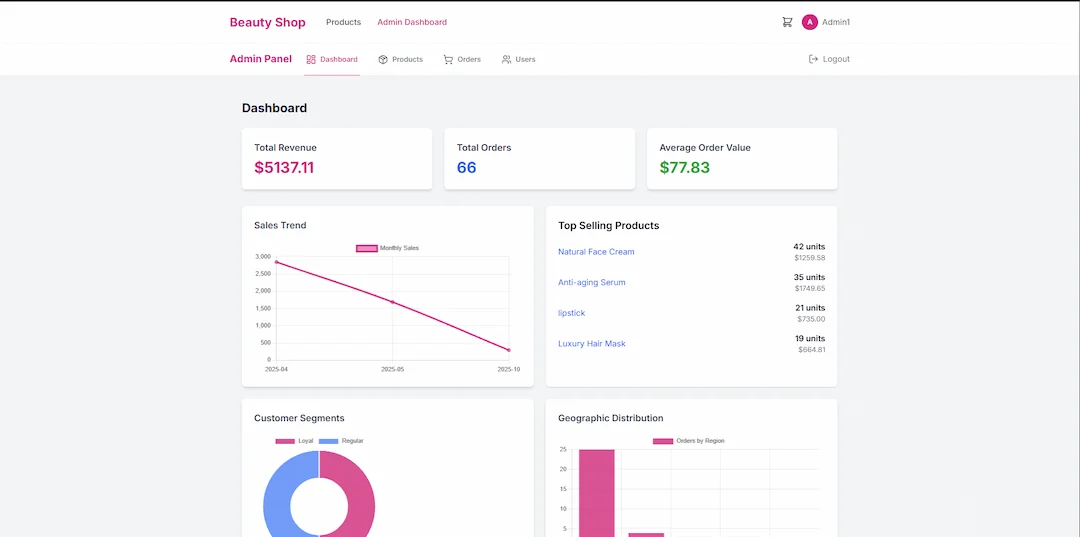 Beauty Shop Products Admin Dashboard A Admin1
Admin Panel Dashboard Products Orders Users Logout
Dashboard
Total Revenue
$5137.11
Total Orders
66
Average Order Value
$77.83
Sales Trend
Monthly Sales
3,000
2,500
2,000
1,500
1,000
500
0
2025-04 2025-05 2025-10
Top Selling Products
Natural Face Cream 42 units
$1259.58
Anti-aging Serum 35 units
$1749.65
lipstick 21 units
$735.00
Luxury Hair Mask 19 units
$664.81
Customer Segments
Loyal Regular
Geographic Distribution
Orders by Region
25
20
15
10
5